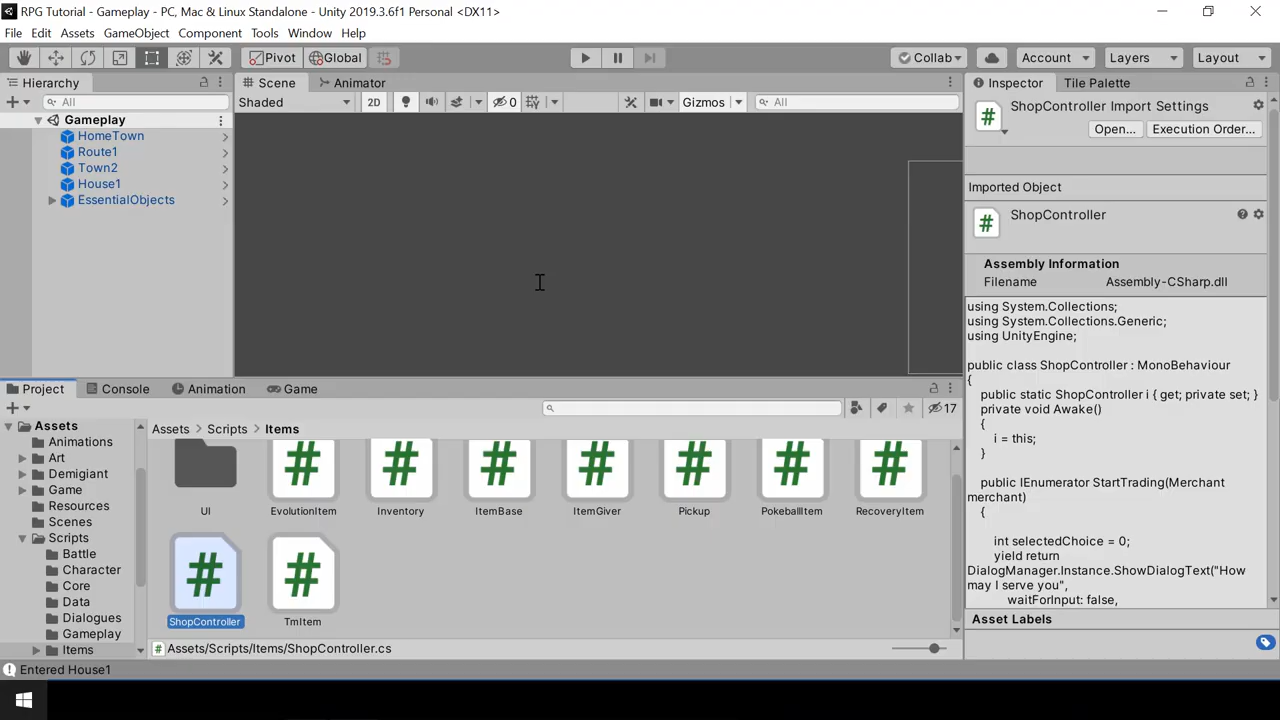 RPG Tutorial - Gameplay - PC, Mac & Linux Standalone - Unity 2019.3.6f1 Personal <DX11>
File Edit Assets GameObject Component Tools Window Help
Pivot Global Collab Account Layers Layout
Hierarchy Scene Animator Inspector Tile Palette
All Shaded 2D 0 Gizmos All
ShopController Import Settings
Open... Execution Order...
Gameplay
HomeTown
Route1
Town2
House1
EssentialObjects
Imported Object
ShopController
Assembly Information
Filename Assembly-CSharp.dll
using System.Collections;
using System.Collections.Generic;
using UnityEngine;
public class ShopController : MonoBehaviour
{
public static ShopController i { get; private set; }
private void Awake()
{
i = this;
}
public IEnumerator StartTrading(Merchant
merchant)
{
int selectedChoice = 0;
yield return
DialogManager.Instance.ShowDialogText("How
may I serve you",
waitForInput: false,
Asset Labels
Project Console Animation Game
17
Assets
Animations
Art
Demigiant
Game
Resources
Scenes
Scripts
Battle
Character
Core
Data
Dialogues
Gameplay
Items
Assets > Scripts > Items
UI EvolutionItem Inventory ItemBase ItemGiver Pickup PokeballItem RecoveryItem
# # # # # # #
# #
ShopController TmItem
Assets/Scripts/Items/ShopController.cs
Entered House1